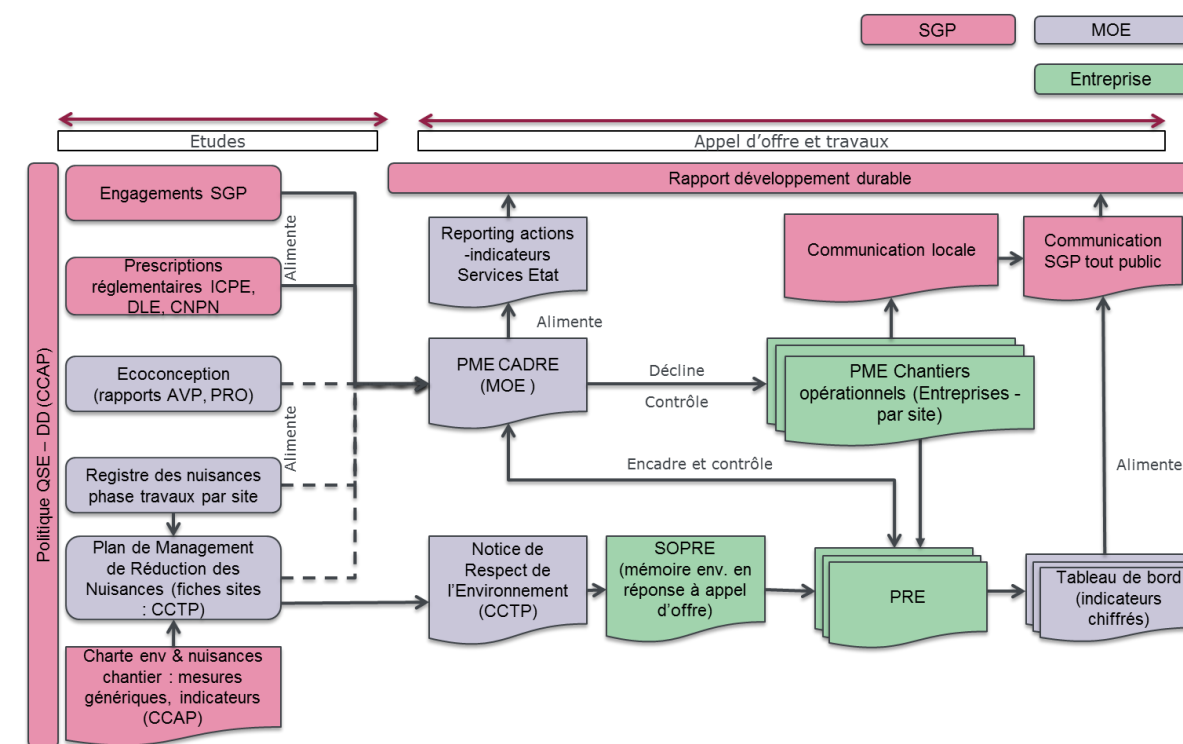 SGP
MOE
Entreprise
Etudes
Appel d’offre et travaux
Politique QSE – DD (CCAP)
Engagements SGP
Alimente
Prescriptions
réglementaires ICPE,
DLE, CNPN
Ecoconception
(rapports AVP, PRO)
Alimente
Registre des nuisances
phase travaux par site
Plan de Management
de Réduction des
Nuisances (fiches sites
: CCTP)
Charte env & nuisances
chantier : mesures
génériques, indicateurs
(CCAP)
Rapport développement durable
Reporting actions
-indicateurs
Services Etat
Communication locale
Communication
SGP tout public
Alimente
PME CADRE
(MOE )
Décline
Contrôle
PME Chantiers
opérationnels (Entreprises -
par site)
Encadre et contrôle
Alimente
Notice de
Respect de
l’Environnement
(CCTP)
SOPRE
(mémoire env. en
réponse à appel
d’offre)
PRE
Tableau de bord
(indicateurs
chiffrés)